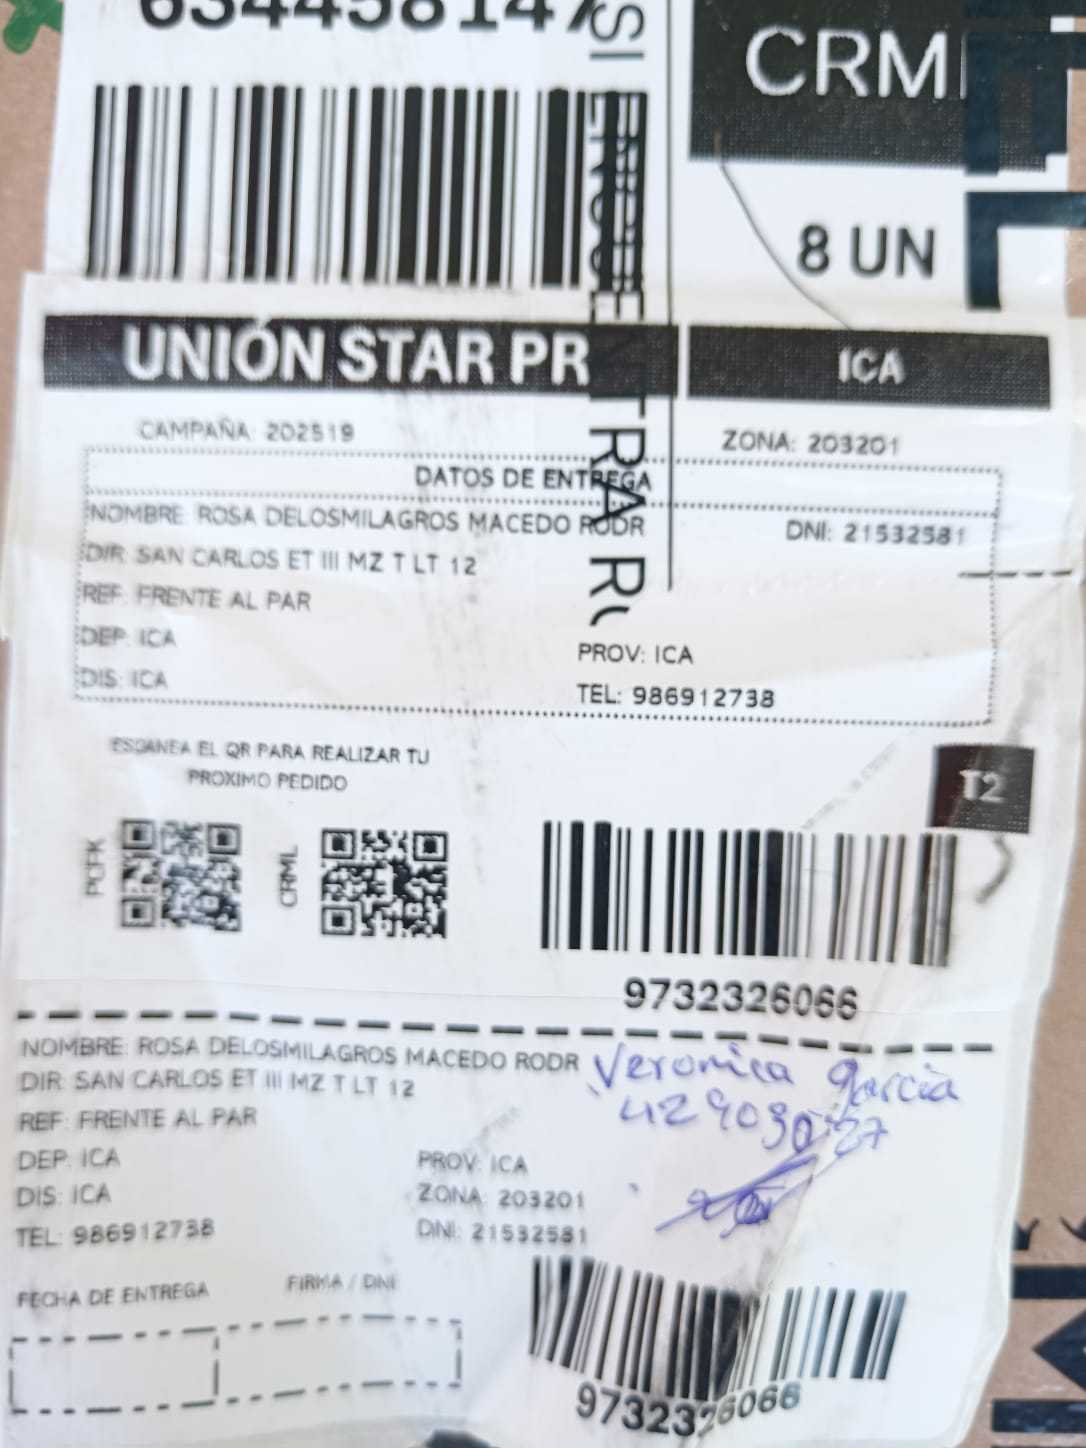 634458147
CRML
8 UN
UNIÓN STAR PR
ICA
CAMPAÑA: 202519
ZONA: 203201
DATOS DE ENTREGA
NOMBRE: ROSA DELOSMILAGROS MACEDO RODR
DNI: 21532581
DIR: SAN CARLOS ET III MZ T LT 12
REF: FRENTE AL PAR
DEP: ICA
PROV: ICA
DIS: ICA
TEL: 986912738
ESCANEA EL QR PARA REALIZAR TU
PROXIMO PEDIDO
T2
PCFK
CRML
9732326066
NOMBRE: ROSA DELOSMILAGROS MACEDO RODR
Veronica Garcia
DIR: SAN CARLOS ET III MZ T LT 12
REF: FRENTE AL PAR
DEP: ICA
PROV: ICA
DIS: ICA
ZONA: 203201
TEL: 986912738
DNI: 21532581
FECHA DE ENTREGA
FIRMA / DNI
9732326066